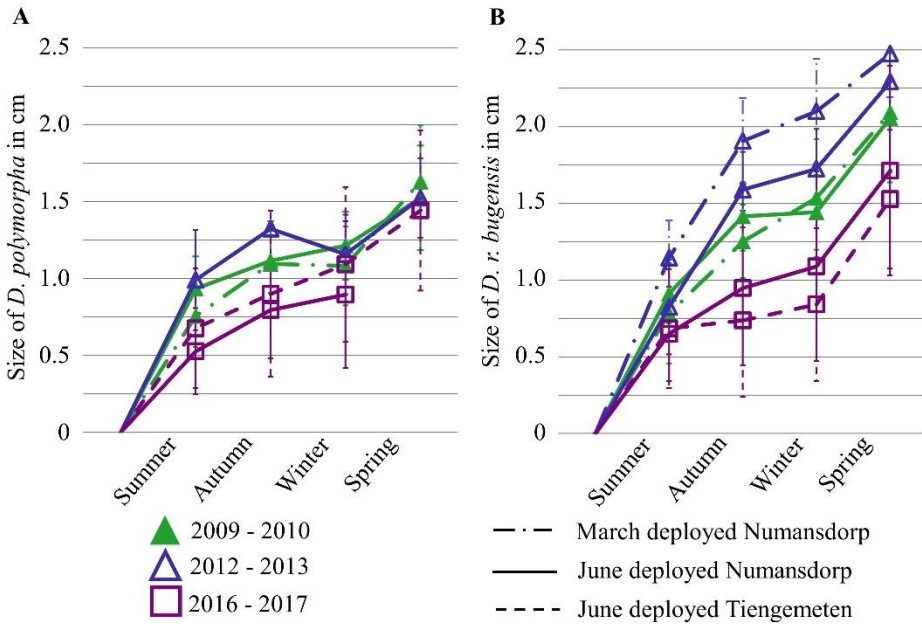 A
B
Size of D. polymorpha in cm
2.5
2.0
1.5
1.0
0.5
0
Summer
Autumn
Winter
Spring
Size of D. r. bugensis in cm
2.5
2.0
1.5
1.0
0.5
0
Summer
Autumn
Winter
Spring
2009 - 2010
2012 - 2013
2016 - 2017
March deployed Numansdorp
June deployed Numansdorp
June deployed Tiengemeten